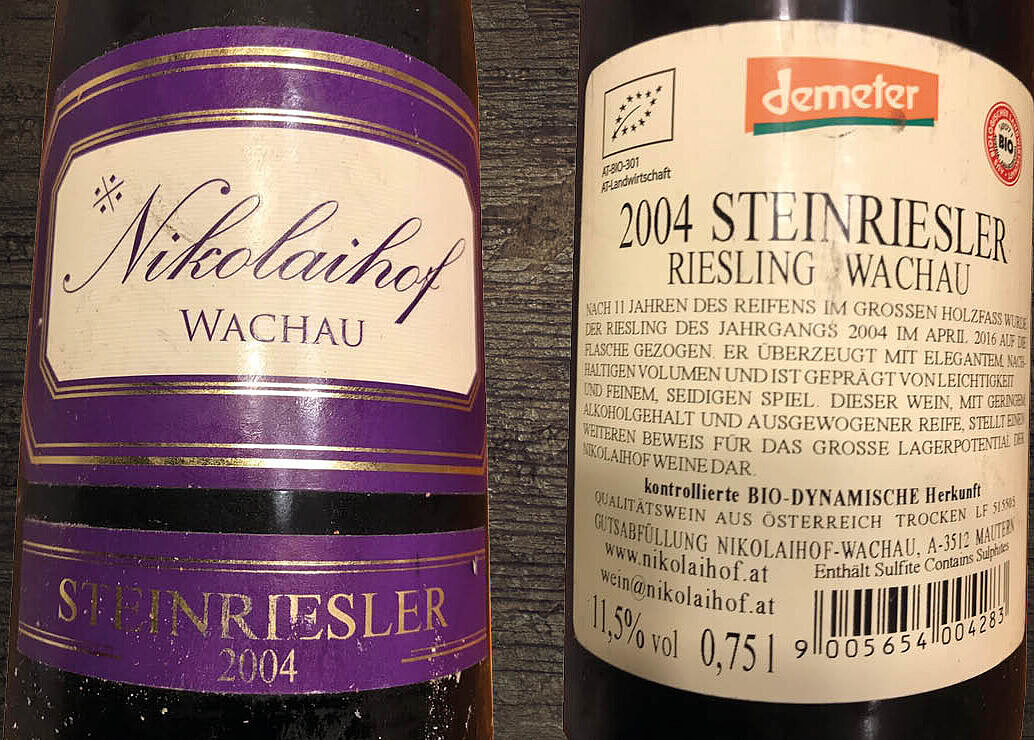 Nikolaihof
WACHAU
STEINRIESLER
2004
demeter
BIO
AT-BIO-301
AT-Landwirtschaft
2004 STEINRIESLER
RIESLING WACHAU
NACH 11 JAHREN DES REIFENS IM GROSSEN HOLZFASS WURDE
DER RIESLING DES JAHRGANGS 2004 IM APRIL 2016 AUF DIE
FLASCHE GEZOGEN. ER ÜBERZEUGT MIT ELEGANTEM, NACH-
HALTIGEN VOLUMEN UND IST GEPRÄGT VON LEICHTIGKEIT
UND FEINEM, SEIDIGEN SPIEL. DIESER WEIN, MIT GERINGEM
ALKOHOLGEHALT UND AUSGEWOGENER REIFE, STELLT EINEN
WEITEREN BEWEIS FÜR DAS GROSSE LAGERPOTENTIAL DER
NIKOLAIHOF WEINE DAR.
kontrollierte BIO-DYNAMISCHE Herkunft
QUALITÄTSWEIN AUS ÖSTERREICH TROCKEN LF
GUTSABFÜLLUNG NIKOLAIHOF-WACHAU, A-3512 MAUTERN
www.nikolaihof.at
Enthält Sulfite Contains Sulphites
wein@nikolaihof.at
11,5% vol 0,75 l
9 005654 004283